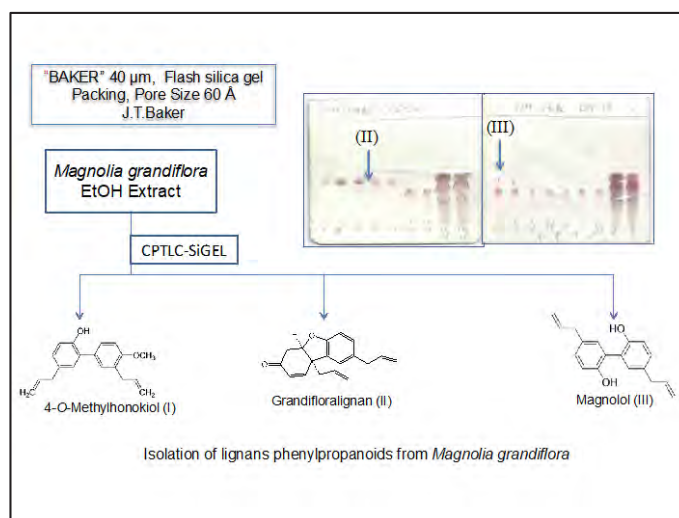 "BAKER" 40 µm, Flash silica gel
Packing, Pore Size 60 Å
J.T.Baker
(II)
(III)
Magnolia grandiflora
EtOH Extract
CPTLC-SiGEL
OH
OCH₃
H₂C
CH₂
4-O-Methylhonokiol (I)
O
O
Grandifloralignan (II)
HO
OH
Magnolol (III)
Isolation of lignans phenylpropanoids from Magnolia grandiflora